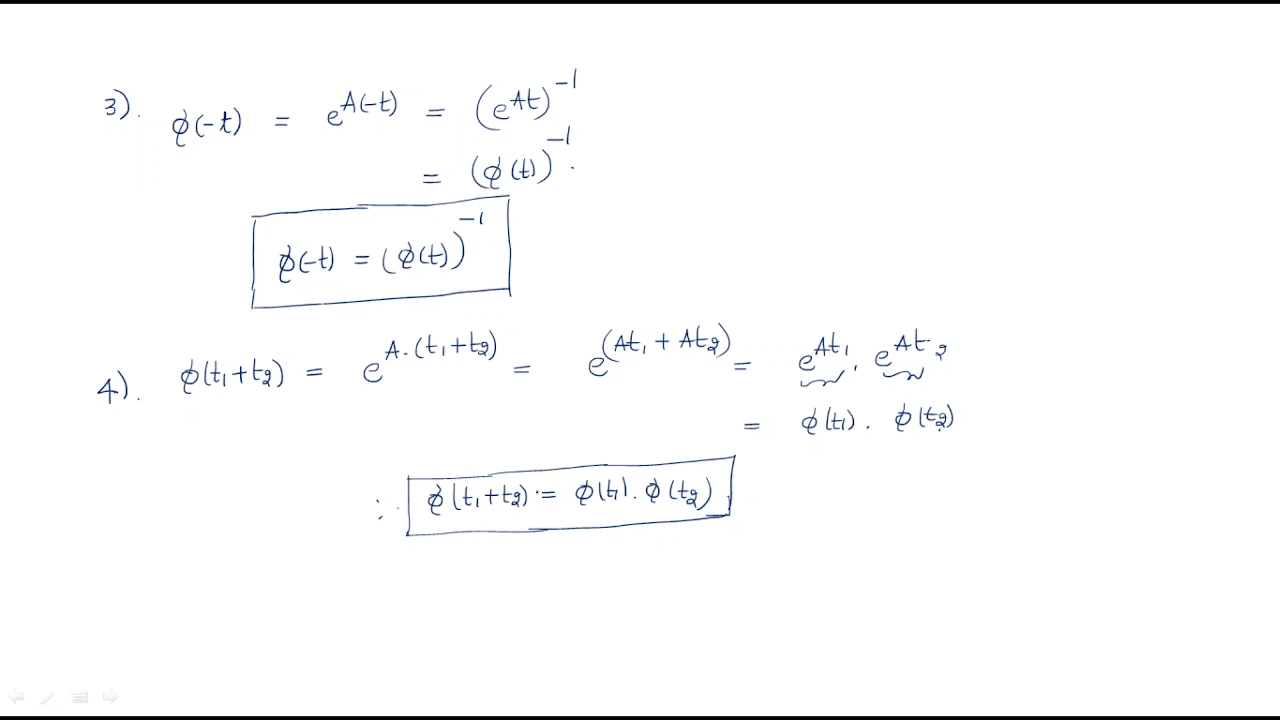 3). φ(-t) = e^{A(-t)} = (e^{At})^{-1}
= (φ(t))^{-1}.
φ(-t) = (φ(t))^{-1}
4). φ(t₁+t₂) = e^{A.(t₁+t₂)} = e^{(At₁ + At₂)} = e^{At₁} . e^{At₂}
= φ(t₁) . φ(t₂)
∴ φ(t₁+t₂) = φ(t₁) . φ(t₂)